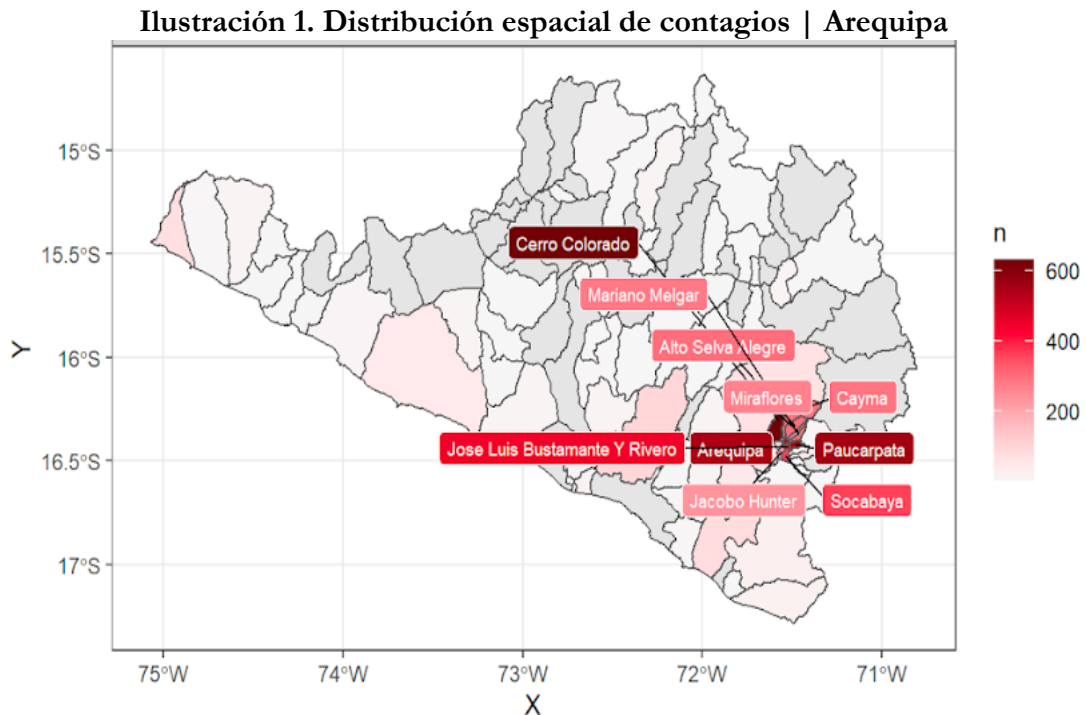 Ilustración 1. Distribución espacial de contagios | Arequipa
Y
15°S
15.5°S
16°S
16.5°S
17°S
Cerro Colorado
Mariano Melgar
Alto Selva Alegre
Miraflores
Cayma
Jose Luis Bustamante Y Rivero
Arequipa
Paucarpata
Jacobo Hunter
Socabaya
75°W
74°W
73°W
72°W
71°W
X
n
600
400
200